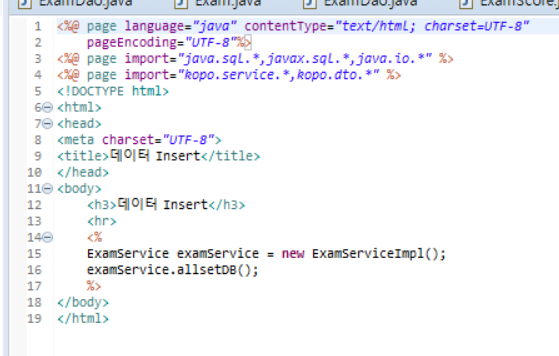 ExamDao.java Exam.java ExamDao.java ExamScore.j
1 <%@ page language="java" contentType="text/html; charset=UTF-8"
2 pageEncoding="UTF-8"%>
3 <%@ page import="java.sql.*,javax.sql.*,java.io.*" %>
4 <%@ page import="kopo.service.*,kopo.dto.*" %>
5 <!DOCTYPE html>
6 <html>
7 <head>
8 <meta charset="UTF-8">
9 <title>데이터 Insert</title>
10 </head>
11 <body>
12 <h3>데이터 Insert</h3>
13 <hr>
14 <%
15 ExamService examService = new ExamServiceImpl();
16 examService.allsetDB();
17 %>
18 </body>
19 </html>